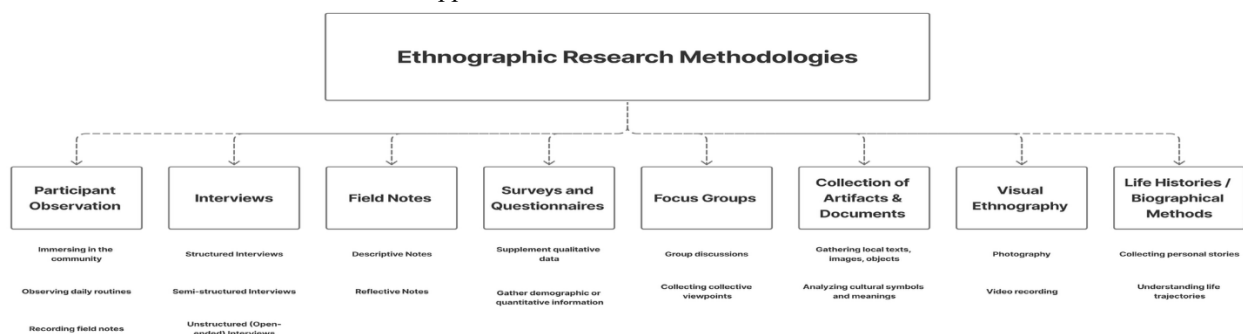 Ethnographic Research Methodologies
Participant
Observation
Interviews
Field Notes
Surveys and
Questionnaires
Focus Groups
Collection of
Artifacts &
Documents
Visual
Ethnography
Life Histories /
Biographical
Methods
Immersing in the
community
Observing daily routines
Recording field notes
Structured Interviews
Semi-structured Interviews
Unstructured (Open-
ended) Interviews
Descriptive Notes
Reflective Notes
Supplement qualitative
data
Gather demographic or
quantitative information
Group discussions
Collecting collective
viewpoints
Gathering local texts,
images, objects
Analyzing cultural symbols
and meanings
Photography
Video recording
Collecting personal stories
Understanding life
trajectories